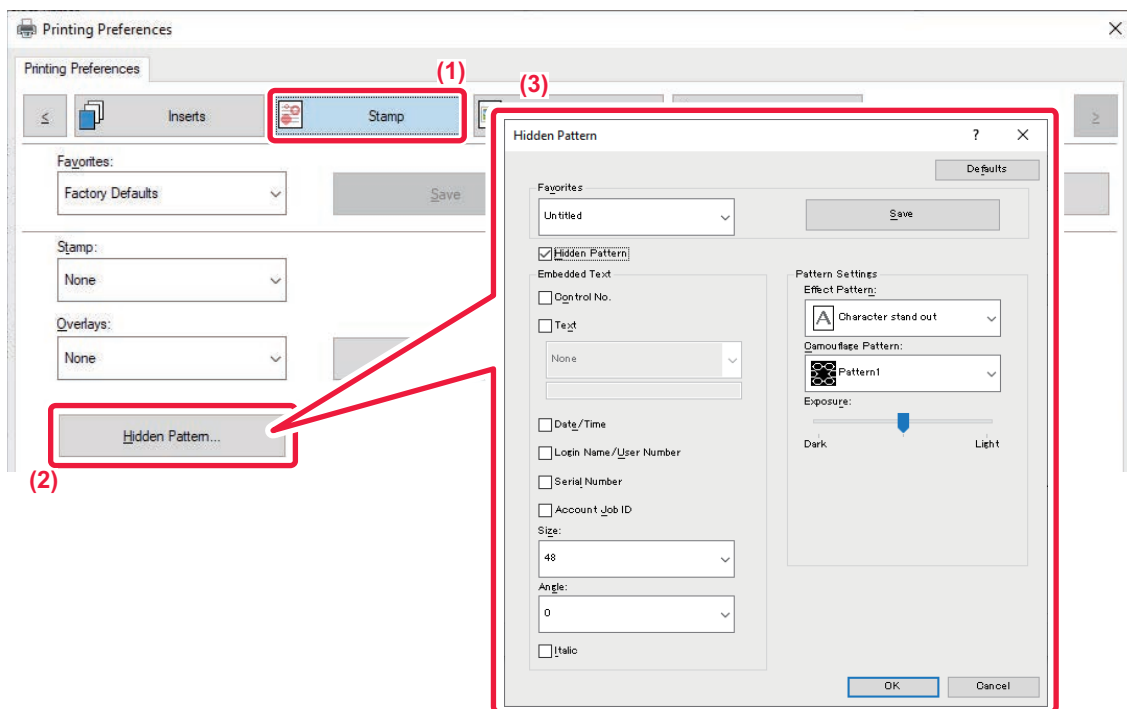 Printing Preferences
Printing Preferences
(1)
(3)
<
Inserts
Stamp
>
Favorites:
Factory Defaults
Save
Stamp:
None
Overlays:
None
Hidden Pattern...
(2)
Hidden Pattern
?
Defaults
Favorites
Untitled
Save
Hidden Pattern
Embedded Text
Control No.
Text
None
Date/Time
Login Name/User Number
Serial Number
Account Job ID
Size:
48
Angle:
0
Italic
Pattern Settings
Effect Pattern:
A
Character stand out
Camouflage Pattern:
Pattern1
Exposure:
Dark
Light
OK
Cancel